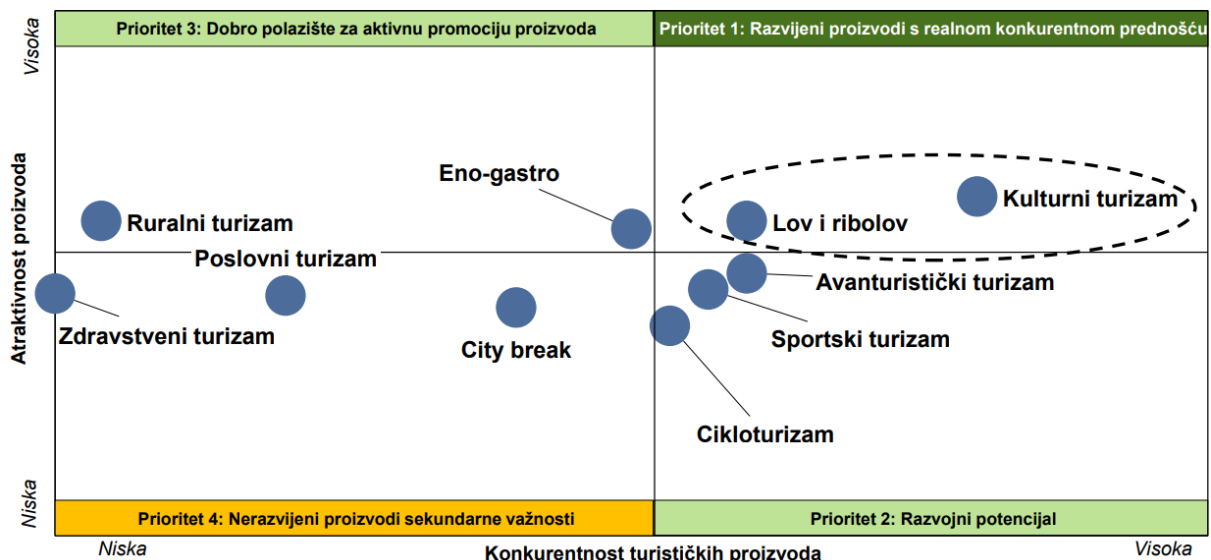 Prioritet 3: Dobro polazište za aktivnu promociju proizvoda
Prioritet 1: Razvijeni proizvodi s realnom konkurentnom prednošću
Visoka
Atraktivnost proizvoda
Niska
Eno-gastro
Kulturni turizam
Ruralni turizam
Lov i ribolov
Poslovni turizam
Avanturistički turizam
Zdravstveni turizam
City break
Sportski turizam
Cikloturizam
Prioritet 4: Nerazvijeni proizvodi sekundarne važnosti
Prioritet 2: Razvojni potencijal
Niska
Konkurentnost turističkih proizvoda
Visoka